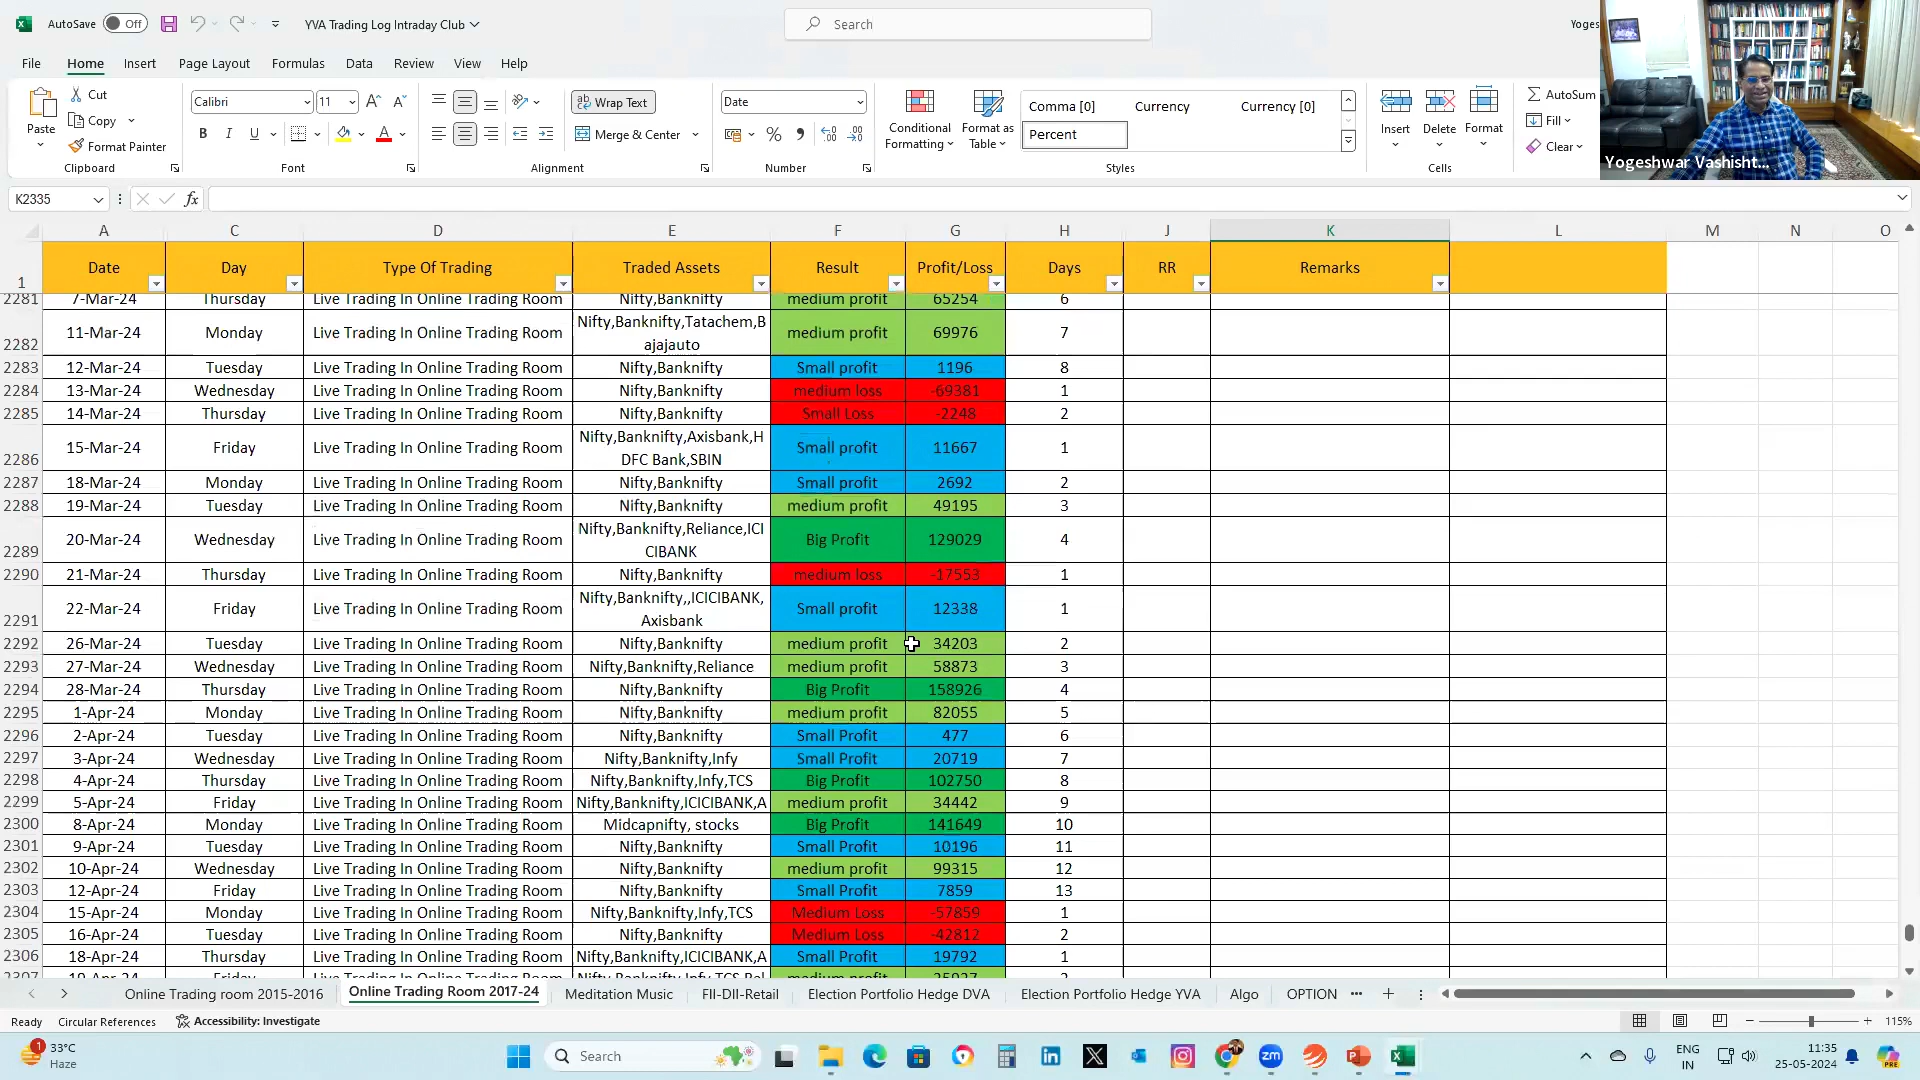 AutoSave Off YVA Trading Log Intraday Club Search Yoges
File Home Insert Page Layout Formulas Data Review View Help
Paste Cut Copy Format Painter Clipboard
Calibri 11 B I U Font
Wrap Text Merge & Center Alignment
Date % Number
Conditional Formatting Format as Table Comma [0] Currency Currency [0] Percent Styles
Insert Delete Format Cells
AutoSum Fill Clear
Yogeshwar Vashisht...
K2335 fx
A C D E F G H J K L M N O
1 Date Day Type Of Trading Traded Assets Result Profit/Loss Days RR Remarks
2281 7-Mar-24 Thursday Live Trading In Online Trading Room Nifty,Banknifty medium profit 65254 6
2282 11-Mar-24 Monday Live Trading In Online Trading Room Nifty,Banknifty,Tatachem,Bajajauto medium profit 69976 7
2283 12-Mar-24 Tuesday Live Trading In Online Trading Room Nifty,Banknifty Small profit 1196 8
2284 13-Mar-24 Wednesday Live Trading In Online Trading Room Nifty,Banknifty medium loss -69381 1
2285 14-Mar-24 Thursday Live Trading In Online Trading Room Nifty,Banknifty Small Loss -2248 2
2286 15-Mar-24 Friday Live Trading In Online Trading Room Nifty,Banknifty,Axisbank,HDFC Bank,SBIN Small profit 11667 1
2287 18-Mar-24 Monday Live Trading In Online Trading Room Nifty,Banknifty Small profit 2692 2
2288 19-Mar-24 Tuesday Live Trading In Online Trading Room Nifty,Banknifty medium profit 49195 3
2289 20-Mar-24 Wednesday Live Trading In Online Trading Room Nifty,Banknifty,Reliance,ICICIBANK Big Profit 129029 4
2290 21-Mar-24 Thursday Live Trading In Online Trading Room Nifty,Banknifty medium loss -17553 1
2291 22-Mar-24 Friday Live Trading In Online Trading Room Nifty,Banknifty,,ICICIBANK,Axisbank Small profit 12338 1
2292 26-Mar-24 Tuesday Live Trading In Online Trading Room Nifty,Banknifty medium profit 34203 2
2293 27-Mar-24 Wednesday Live Trading In Online Trading Room Nifty,Banknifty,Reliance medium profit 58873 3
2294 28-Mar-24 Thursday Live Trading In Online Trading Room Nifty,Banknifty Big Profit 158926 4
2295 1-Apr-24 Monday Live Trading In Online Trading Room Nifty,Banknifty medium profit 82055 5
2296 2-Apr-24 Tuesday Live Trading In Online Trading Room Nifty,Banknifty Small Profit 477 6
2297 3-Apr-24 Wednesday Live Trading In Online Trading Room Nifty,Banknifty,Infy Small Profit 20719 7
2298 4-Apr-24 Thursday Live Trading In Online Trading Room Nifty,Banknifty,Infy,TCS Big Profit 102750 8
2299 5-Apr-24 Friday Live Trading In Online Trading Room Nifty,Banknifty,ICICIBANK,A medium profit 34442 9
2300 8-Apr-24 Monday Live Trading In Online Trading Room Midcapnifty, stocks Big Profit 141649 10
2301 9-Apr-24 Tuesday Live Trading In Online Trading Room Nifty,Banknifty Small Profit 10196 11
2302 10-Apr-24 Wednesday Live Trading In Online Trading Room Nifty,Banknifty medium profit 99315 12
2303 12-Apr-24 Friday Live Trading In Online Trading Room Nifty,Banknifty Small Profit 7859 13
2304 15-Apr-24 Monday Live Trading In Online Trading Room Nifty,Banknifty,Infy,TCS Medium Loss -57859 1
2305 16-Apr-24 Tuesday Live Trading In Online Trading Room Nifty,Banknifty Medium Loss -42812 2
2306 18-Apr-24 Thursday Live Trading In Online Trading Room Nifty,Banknifty,ICICIBANK,A Small Profit 19792 1
Online Trading room 2015-2016 Online Trading Room 2017-24 Meditation Music FII-DII-Retail Election Portfolio Hedge DVA Election Portfolio Hedge YVA Algo OPTION
Ready Circular References Accessibility: Investigate 115%
1 33°C Haze Search ENG IN 11:35 25-05-2024